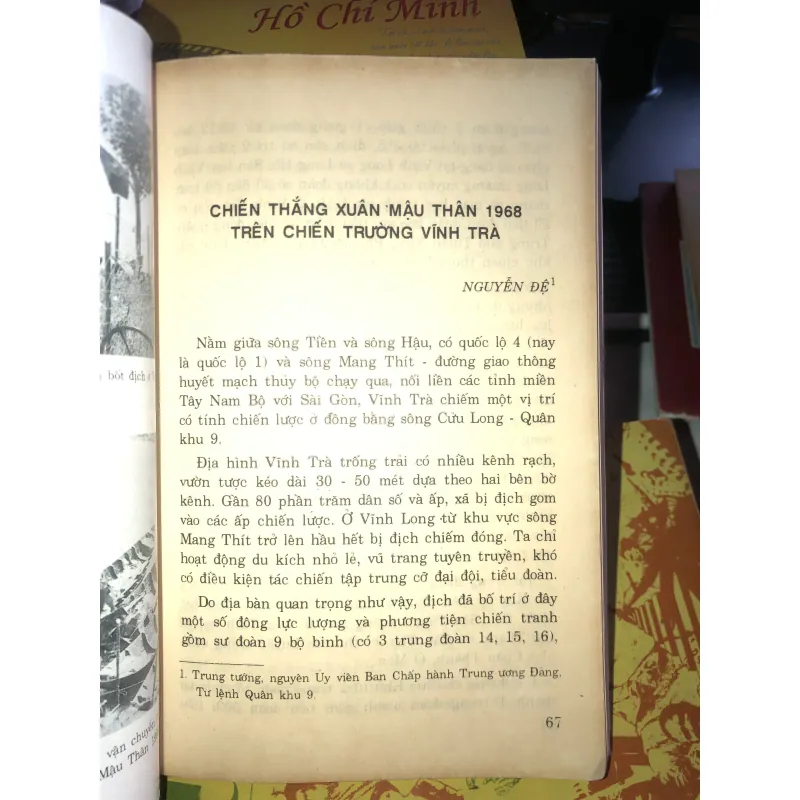 Hồ Chí Minh
CHIẾN THẮNG XUÂN MẬU THÂN 1968
TRÊN CHIẾN TRƯỜNG VĨNH TRÀ
NGUYỄN ĐỆ¹
Nằm giữa sông Tiền và sông Hậu, có quốc lộ 4 (nay
là quốc lộ 1) và sông Mang Thít - đường giao thông
huyết mạch thủy bộ chạy qua, nối liền các tỉnh miền
Tây Nam Bộ với Sài Gòn, Vĩnh Trà chiếm một vị trí
có tính chiến lược ở đồng bằng sông Cửu Long - Quân
khu 9.
Địa hình Vĩnh Trà trống trải có nhiều kênh rạch,
vườn tược kéo dài 30 - 50 mét dựa theo hai bên bờ
kênh. Gần 80 phần trăm dân số và ấp, xã bị địch gom
vào các ấp chiến lược. Ở Vĩnh Long từ khu vực sông
Mang Thít trở lên hầu hết bị địch chiếm đóng. Ta chỉ
hoạt động du kích nhỏ lẻ, vũ trang tuyên truyền, khó
có điều kiện tác chiến tập trung cỡ đại đội, tiểu đoàn.
Do địa bàn quan trọng như vậy, địch đã bố trí ở đây
một số đông lực lượng và phương tiện chiến tranh
gồm sư đoàn 9 bộ binh (có 3 trung đoàn 14, 15, 16),
1. Trung tướng, nguyên Ủy viên Ban Chấp hành Trung ương Đảng,
Tư lệnh Quân khu 9.
67
bót địch ở
vận chuyển
Mậu Thân